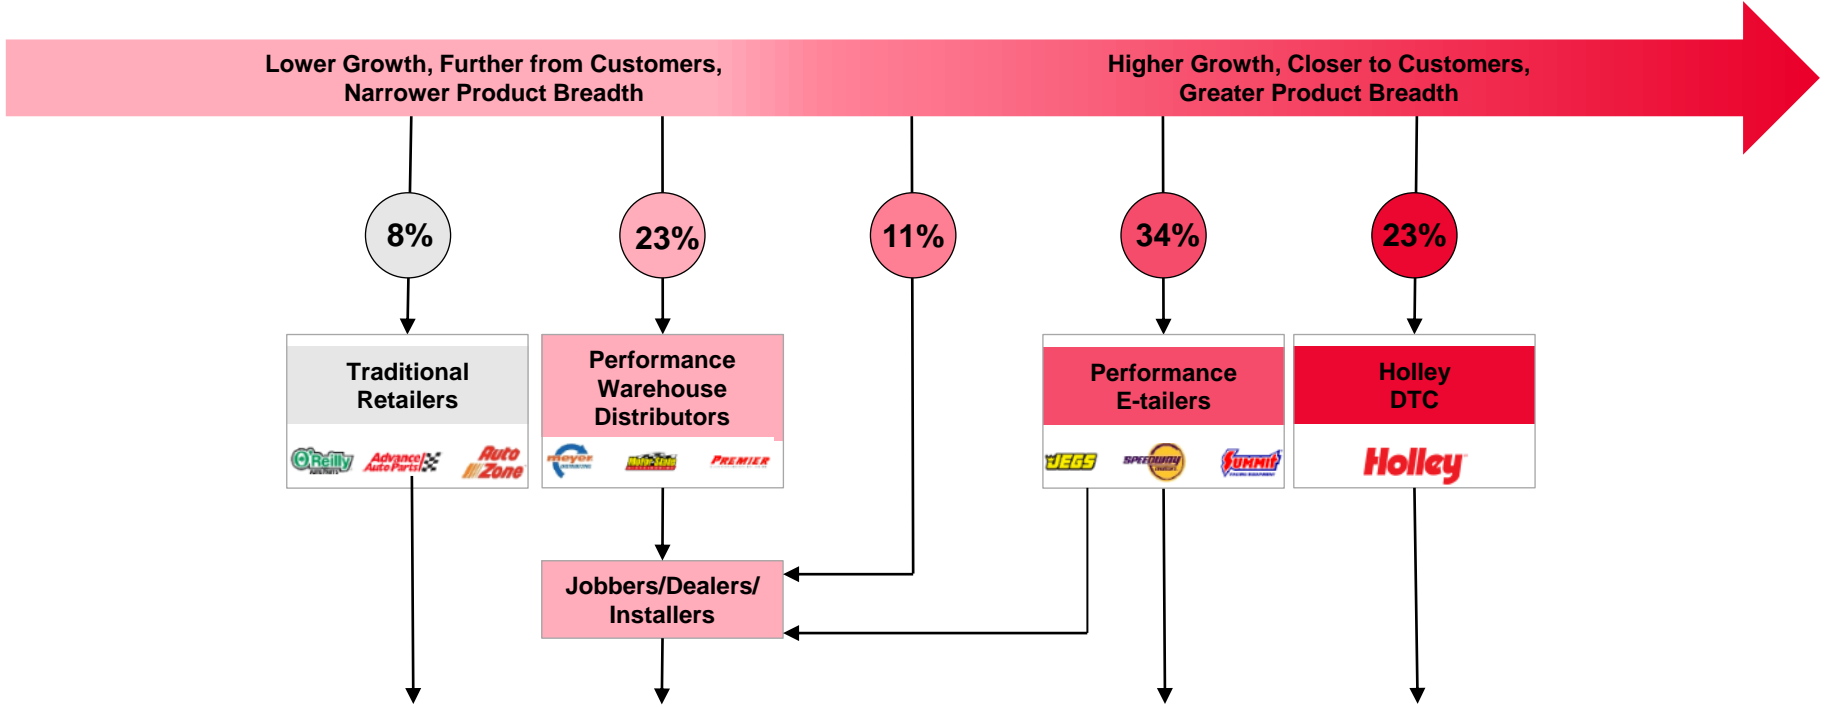 Lower Growth, Further from Customers,
Narrower Product Breadth
Higher Growth, Closer to Customers,
Greater Product Breadth
8%
23%
11%
34%
23%
Traditional
Retailers
Performance
Warehouse
Distributors
Performance
E-tailers
Holley
DTC
O'Reilly
Advance
Auto Parts
Auto
Zone
meyer
PREMIER
JEGS
SPEEDWAY
Summit
Holley
Jobbers/Dealers/
Installers